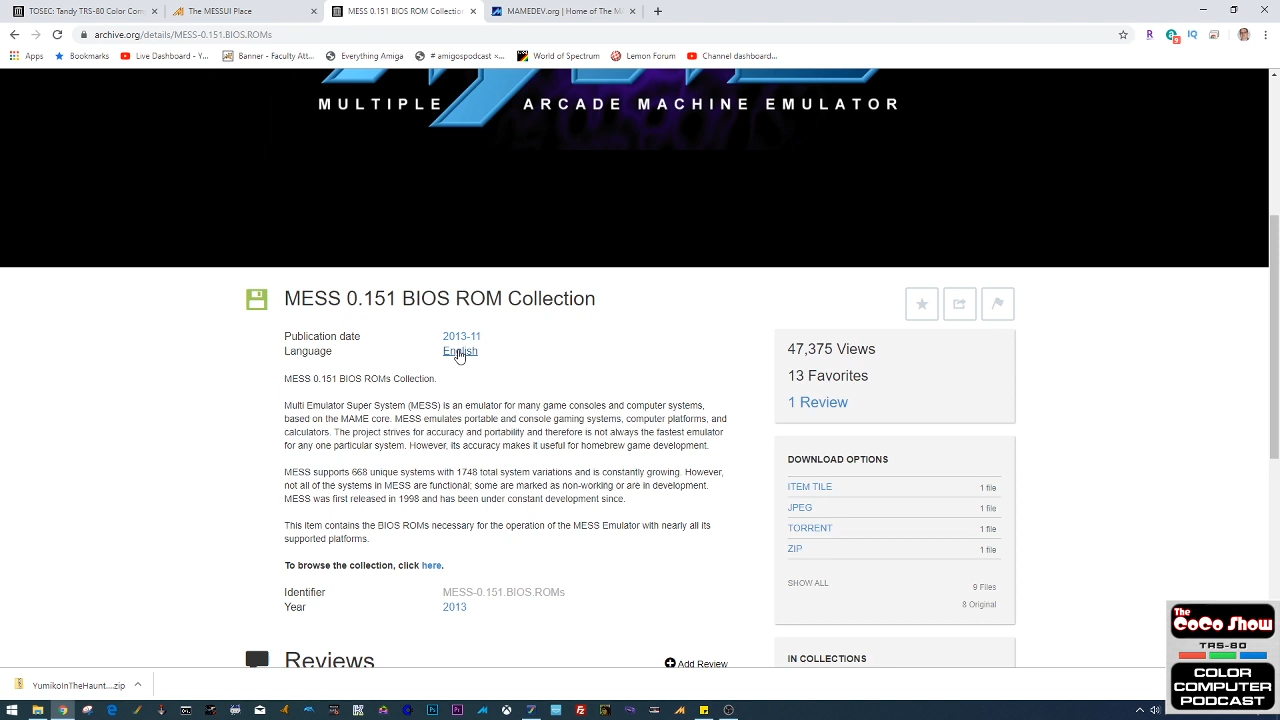 TOSEC: Tandy TRS-80 Color Com
The MESSUI Place
MESS 0.151 BIOS ROM Collection
MAMEDEV.org | Home of The M
archive.org/details/MESS-0.151.BIOS.ROMs
Apps
Bookmarks
Live Dashboard - Y...
Banner - Faculty Att...
Everything Amiga
# amigospodcast ×...
World of Spectrum
Lemon Forum
Channel dashboard...
MULTIPLE ARCADE MACHINE EMULATOR
MESS 0.151 BIOS ROM Collection
Publication date 2013-11
Language English
MESS 0.151 BIOS ROMs Collection.
Multi Emulator Super System (MESS) is an emulator for many game consoles and computer systems,
based on the MAME core. MESS emulates portable and console gaming systems, computer platforms, and
calculators. The project strives for accuracy and portability and therefore is not always the fastest emulator
for any one particular system. However, its accuracy makes it useful for homebrew game development.
MESS supports 668 unique systems with 1748 total system variations and is constantly growing. However,
not all of the systems in MESS are functional; some are marked as non-working or are in development.
MESS was first released in 1998 and has been under constant development since.
This item contains the BIOS ROMs necessary for the operation of the MESS Emulator with nearly all its
supported platforms.
To browse the collection, click here.
Identifier MESS-0.151.BIOS.ROMs
Year 2013
Reviews
Add Review
47,375 Views
13 Favorites
1 Review
DOWNLOAD OPTIONS
ITEM TILE 1 file
JPEG 1 file
TORRENT 1 file
ZIP 1 file
SHOW ALL 9 Files
8 Original
IN COLLECTIONS
YumikoInTheHaunt....zip
The
CoCo Show
TRS-80
COLOR
COMPUTER
PODCAST